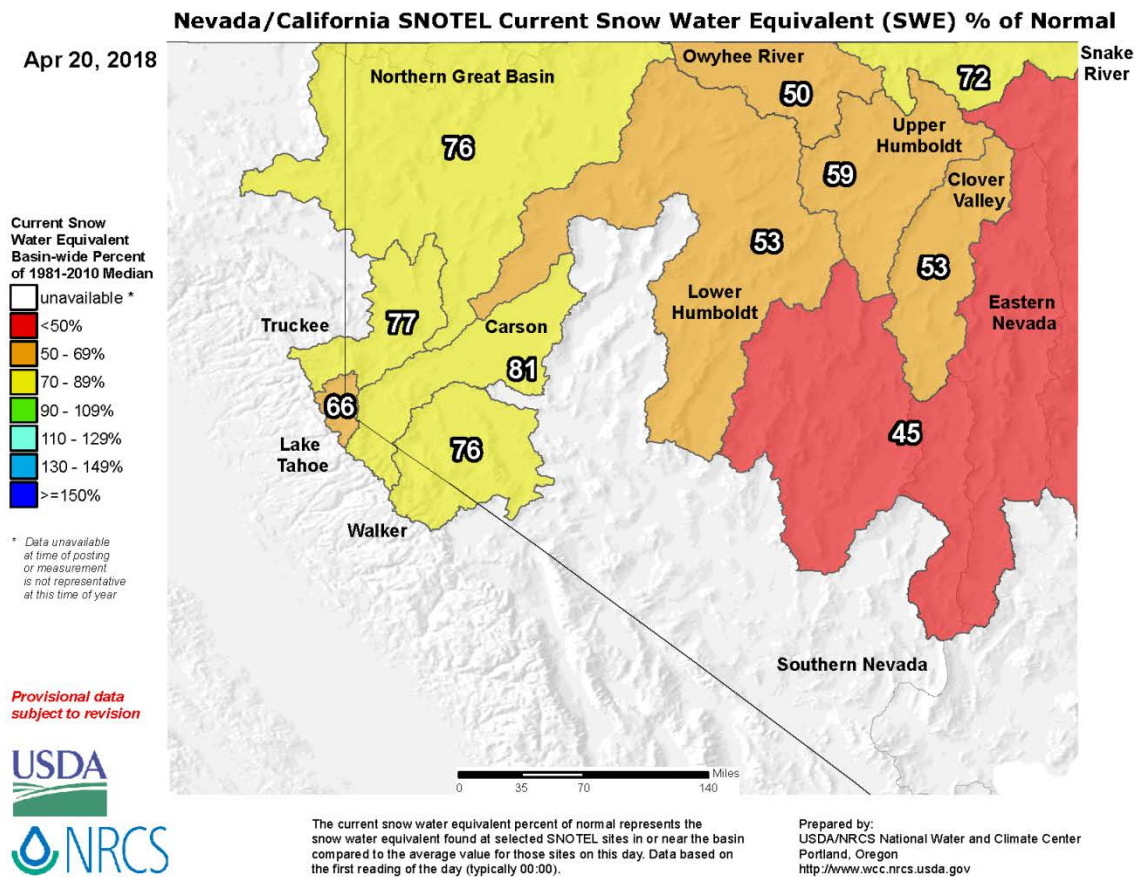 Nevada/California SNOTEL Current Snow Water Equivalent (SWE) % of Normal
Apr 20, 2018
Northern Great Basin
76
Owyhee River
50
72
Snake
River
Upper
Humboldt
59
Clover
Valley
53
53
Lower
Humboldt
Eastern
Nevada
45
Truckee
77
Carson
81
66
Lake
Tahoe
76
Walker
Southern Nevada
Current Snow
Water Equivalent
Basin-wide Percent
of 1981-2010 Median
unavailable *
<50%
50 - 69%
70 - 89%
90 - 109%
110 - 129%
130 - 149%
>=150%
* Data unavailable
at time of posting
or measurement
is not representative
at this time of year
Provisional data
subject to revision
USDA
NRCS
Miles
0 35 70 140
The current snow water equivalent percent of normal represents the
snow water equivalent found at selected SNOTEL sites in or near the basin
compared to the average value for those sites on this day. Data based on
the first reading of the day (typically 00:00).
Prepared by:
USDA/NRCS National Water and Climate Center
Portland, Oregon
http://www.wcc.nrcs.usda.gov